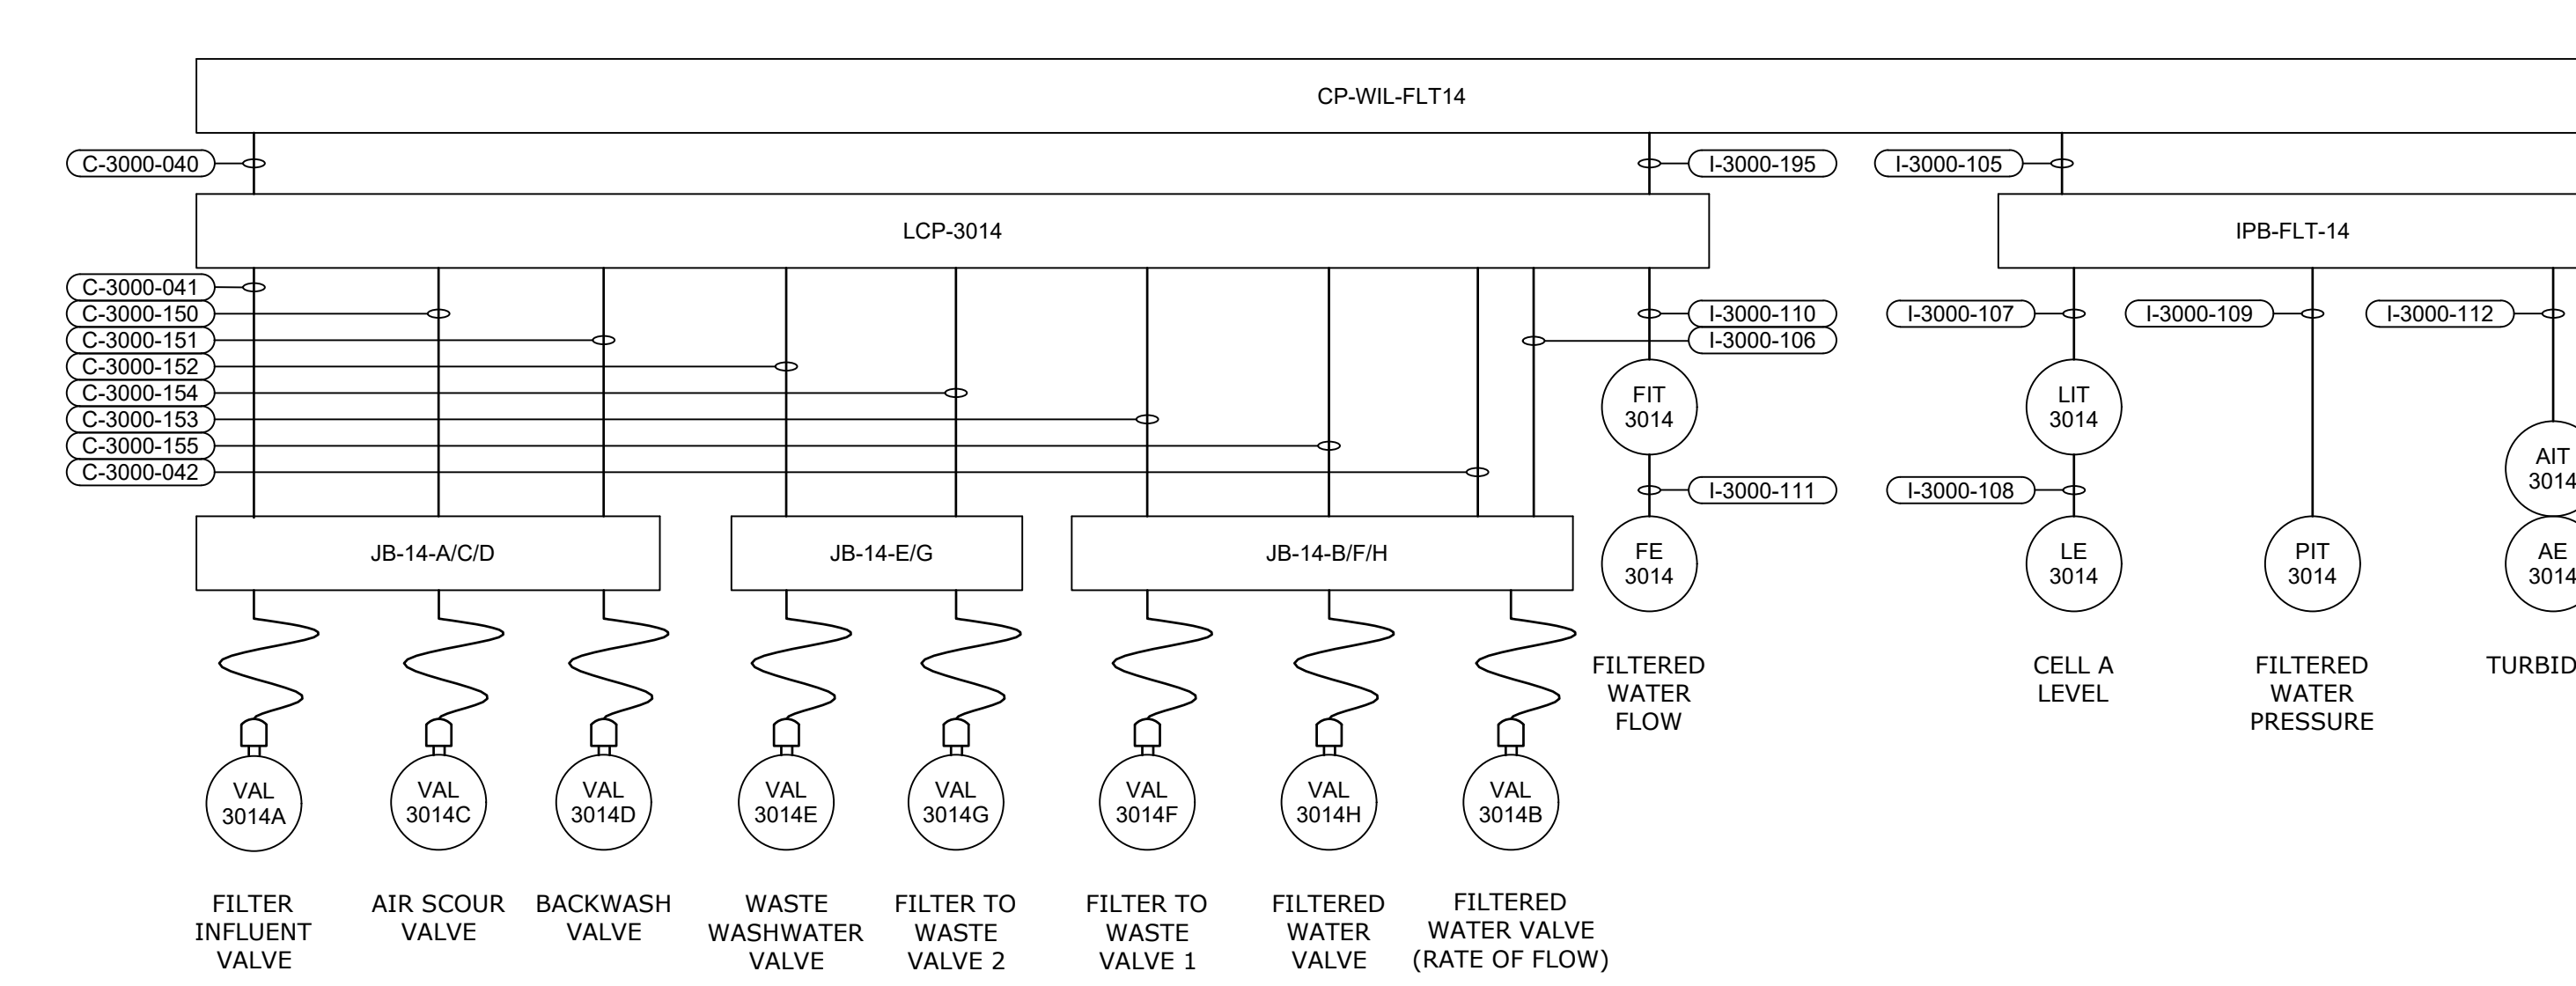 CP-WIL-FLT14
C-3000-040
I-3000-195
I-3000-105
LCP-3014
IPB-FLT-14
C-3000-041
C-3000-150
C-3000-151
C-3000-152
C-3000-154
C-3000-153
C-3000-155
C-3000-042
I-3000-110
I-3000-106
I-3000-107
I-3000-109
I-3000-112
FIT
3014
LIT
3014
AIT
3014
I-3000-111
I-3000-108
JB-14-A/C/D
JB-14-E/G
JB-14-B/F/H
FE
3014
LE
3014
PIT
3014
AE
3014
FILTERED
WATER
FLOW
CELL A
LEVEL
FILTERED
WATER
PRESSURE
TURBID
VAL
3014A
VAL
3014C
VAL
3014D
VAL
3014E
VAL
3014G
VAL
3014F
VAL
3014H
VAL
3014B
FILTER
INFLUENT
VALVE
AIR SCOUR
VALVE
BACKWASH
VALVE
WASTE
WASHWATER
VALVE
FILTER TO
WASTE
VALVE 2
FILTER TO
WASTE
VALVE 1
FILTERED
WATER
VALVE
FILTERED
WATER VALVE
(RATE OF FLOW)